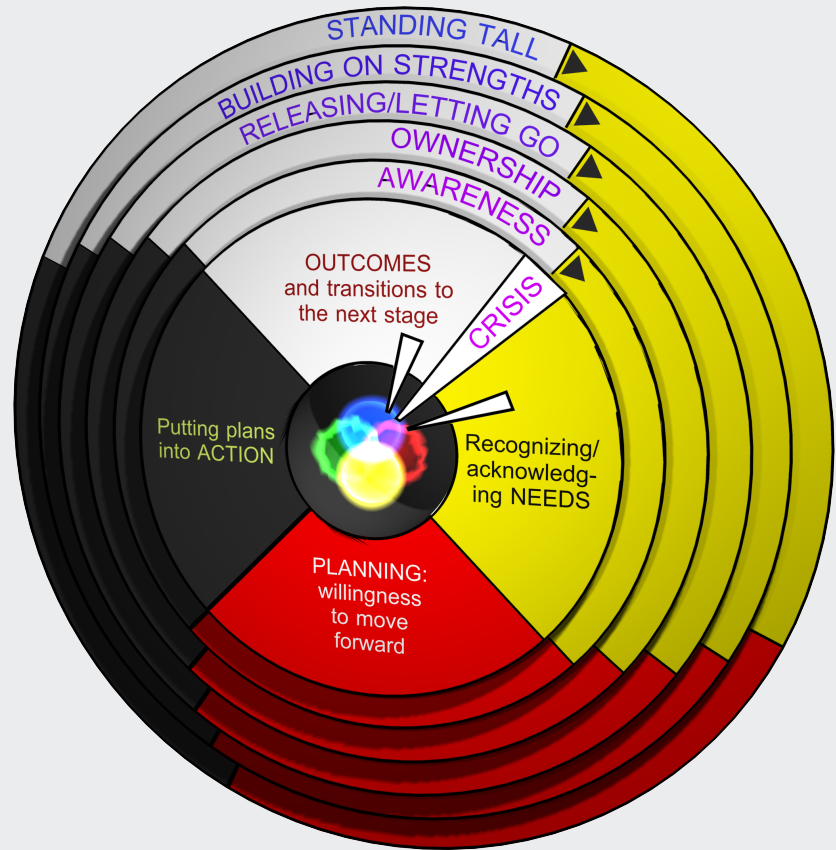 STANDING TALL
BUILDING ON STRENGTHS
RELEASING/LETTING GO
OWNERSHIP
AWARENESS
OUTCOMES
and transitions to
the next stage
CRISIS
Recognizing/
acknowledg-
ing NEEDS
PLANNING:
willingness
to move
forward
Putting plans
into ACTION